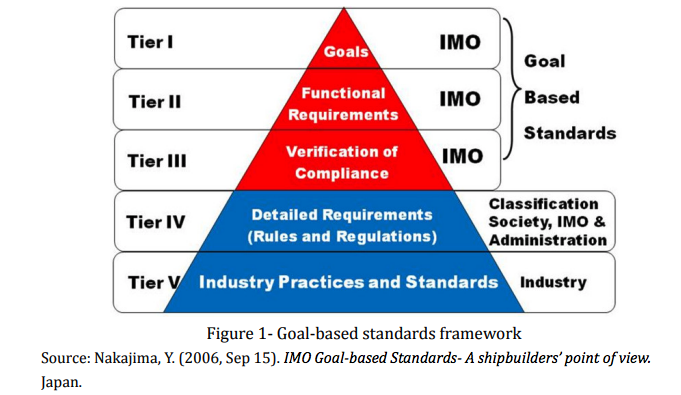 Tier I
Goals
IMO
Tier II
Functional
Requirements
IMO
Tier III
Verification of
Compliance
IMO
Goal
Based
Standards
Tier IV
Detailed Requirements
(Rules and Regulations)
Classification
Society, IMO &
Administration
Tier V
Industry Practices and Standards
Industry
Figure 1- Goal-based standards framework
Source: Nakajima, Y. (2006, Sep 15). IMO Goal-based Standards- A shipbuilders’ point of view.
Japan.